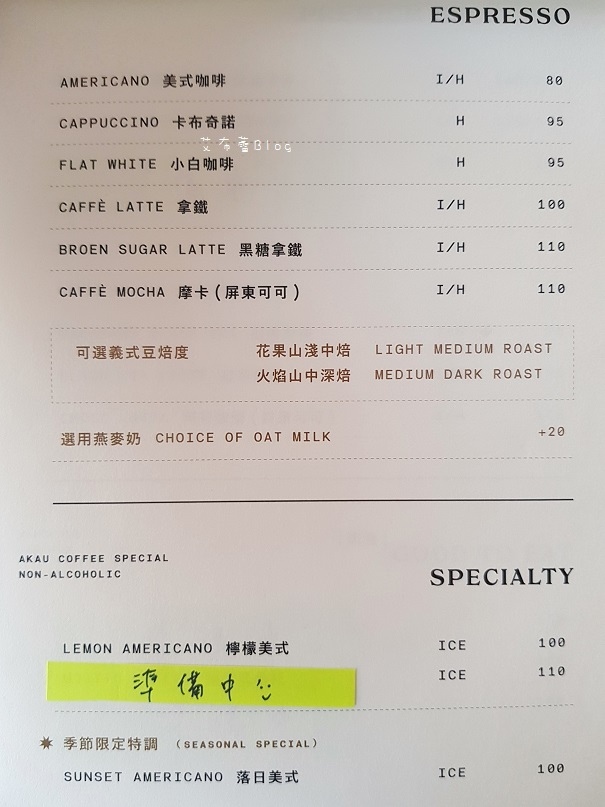 ESPRESSO
AMERICANO 美式咖啡 I/H 80
CAPPUCCINO 卡布奇諾 H 95
艾布蕾Blog
FLAT WHITE 小白咖啡 H 95
CAFFÈ LATTE 拿鐵 I/H 100
BROEN SUGAR LATTE 黑糖拿鐵 I/H 110
CAFFÈ MOCHA 摩卡(屏東可可) I/H 110
可選義式豆焙度 花果山淺中焙 LIGHT MEDIUM ROAST
火焰山中深焙 MEDIUM DARK ROAST
選用燕麥奶 CHOICE OF OAT MILK +20
AKAU COFFEE SPECIAL
NON-ALCOHOLIC
SPECIALTY
LEMON AMERICANO 檸檬美式 ICE 100
準備中 ICE 110
季節限定特調 (SEASONAL SPECIAL)
SUNSET AMERICANO 落日美式 ICE 100